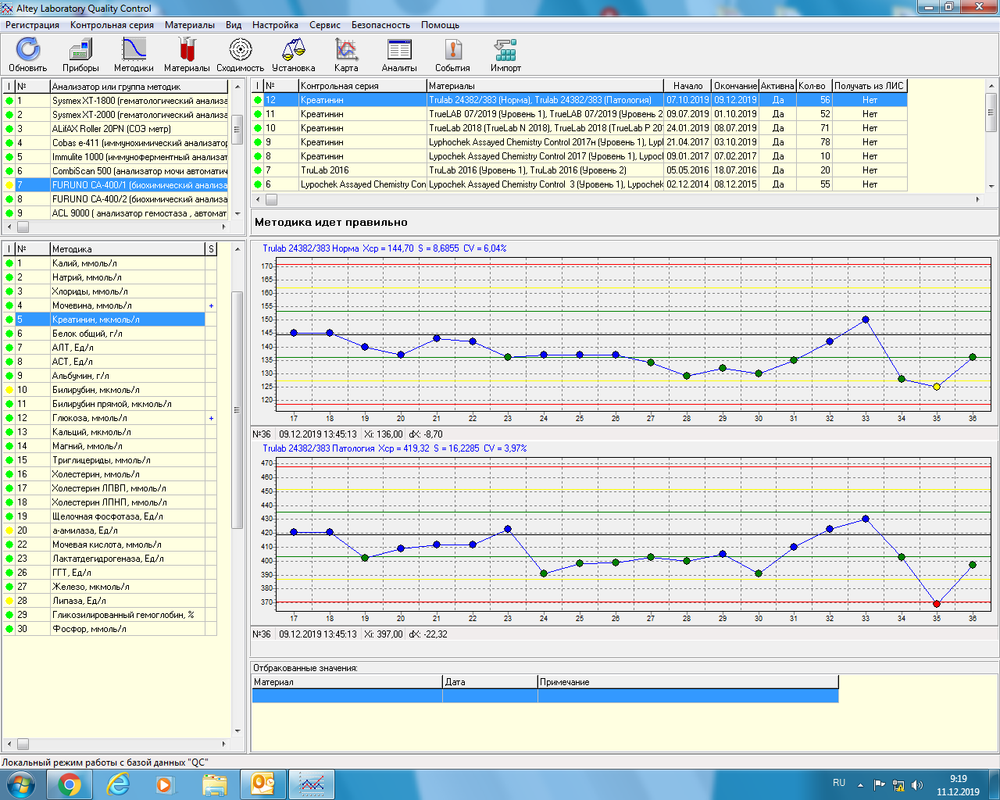 Altey Laboratory Quality Control
Регистрация Контрольная серия Материалы Вид Настройка Сервис Безопасность Помощь
Обновить Приборы Методики Материалы Сходимость Установка Карта Аналиты События Импорт
I № Анализатор или группа методик
1 Sysmex XT-1800 (гематологический анализа
2 Sysmex XT-2000 (гематологический анализа
3 ALifAX Roller 20PN (СОЭ метр)
4 Cobas e-411 (иммунохимический анализатор
5 Immulite 1000 (иммуноферментный анализат
6 CombiScan 500 (анализатор мочи автоматич
7 FURUNO CA-400/1 (биохимический анализа
8 FURUNO CA-400/2 (биохимический анализа
9 ACL 9000 ( анализатор гемостаза , автомат
I № Контрольная серия Материалы Начало Окончание Активна Кол-во Получать из ЛИС
12 Креатинин Trulab 24382/383 (Норма), Trulab 24382/383 (Патология) 07.10.2019 09.12.2019 Да 56 Нет
11 Креатинин TrueLAB 07/2019 (Уровень 1), TrueLAB 07/2019 (Уровень 2 09.07.2019 01.10.2019 Да 52 Нет
10 Креатинин TrueLab 2018 (TrueLab N 2018), TrueLab 2018 (TrueLab P 20 24.01.2019 08.07.2019 Да 71 Нет
9 Креатинин Lyphochek Assayed Chemistry Control 2017н (Уровень 1), Lypl 21.04.2017 03.10.2019 Да 78 Нет
8 Креатинин Lyphochek Assayed Chemistry Control 2017 (Уровень 1), Lypho 09.01.2017 07.02.2017 Да 10 Нет
7 TruLab 2016 TruLab 2016 (Уровень 1), TruLab 2016 (Уровень 2) 05.05.2016 18.07.2016 Да 20 Нет
6 Lypochek Assayed Chemistry Con Lypochek Assayed Chemistry Control 3 (Уровень 1), Lypochek 02.12.2014 08.12.2015 Да 55 Нет
Методика идет правильно
I № Методика S
1 Калий, ммоль/л
2 Натрий, ммоль/л
3 Хлориды, ммоль/л
4 Мочевина, ммоль/л +
5 Креатинин, мкмоль/л
6 Белок общий, г/л
7 АЛТ, Ед/л
8 АСТ, Ед/л
9 Альбумин, г/л
10 Билирубин, мкмоль/л
11 Билирубин прямой, мкмоль/л
12 Глюкоза, ммоль/л +
13 Кальций, мкмоль/л
14 Магний, ммоль/л
15 Триглицериды, ммоль/л
16 Холестерин, ммоль/л
17 Холестерин ЛПВП, ммоль/л
18 Холестерин ЛПНП, ммоль/л
19 Щелочная фосфотаза, Ед/л
20 а-амилаза, Ед/л
22 Мочевая кислота, ммоль/л
23 Лактатдегидрогеназа, Ед/л
26 ГГТ, Ед/л
27 Железо, мкмоль/л
28 Липаза, Ед/л
29 Гликозилированный гемоглобин, %
30 Фосфор, ммоль/л
Trulab 24382/383 Норма Xср = 144,70 S = 8,6855 CV = 6,04%
170
165
160
155
150
145
140
135
130
125
120
17 18 19 20 21 22 23 24 25 26 27 28 29 30 31 32 33 34 35 36
№36 09.12.2019 13:45:13 Xi: 136,00 dX: -8,70
Trulab 24382/383 Патология Xср = 419,32 S = 16,2285 CV = 3,97%
470
460
450
440
430
420
410
400
390
380
370
17 18 19 20 21 22 23 24 25 26 27 28 29 30 31 32 33 34 35 36
№36 09.12.2019 13:45:13 Xi: 397,00 dX: -22,32
Отбракованные значения:
Материал Дата Примечание
Локальный режим работы с базой данных "QC"
RU 9:19
11.12.2019